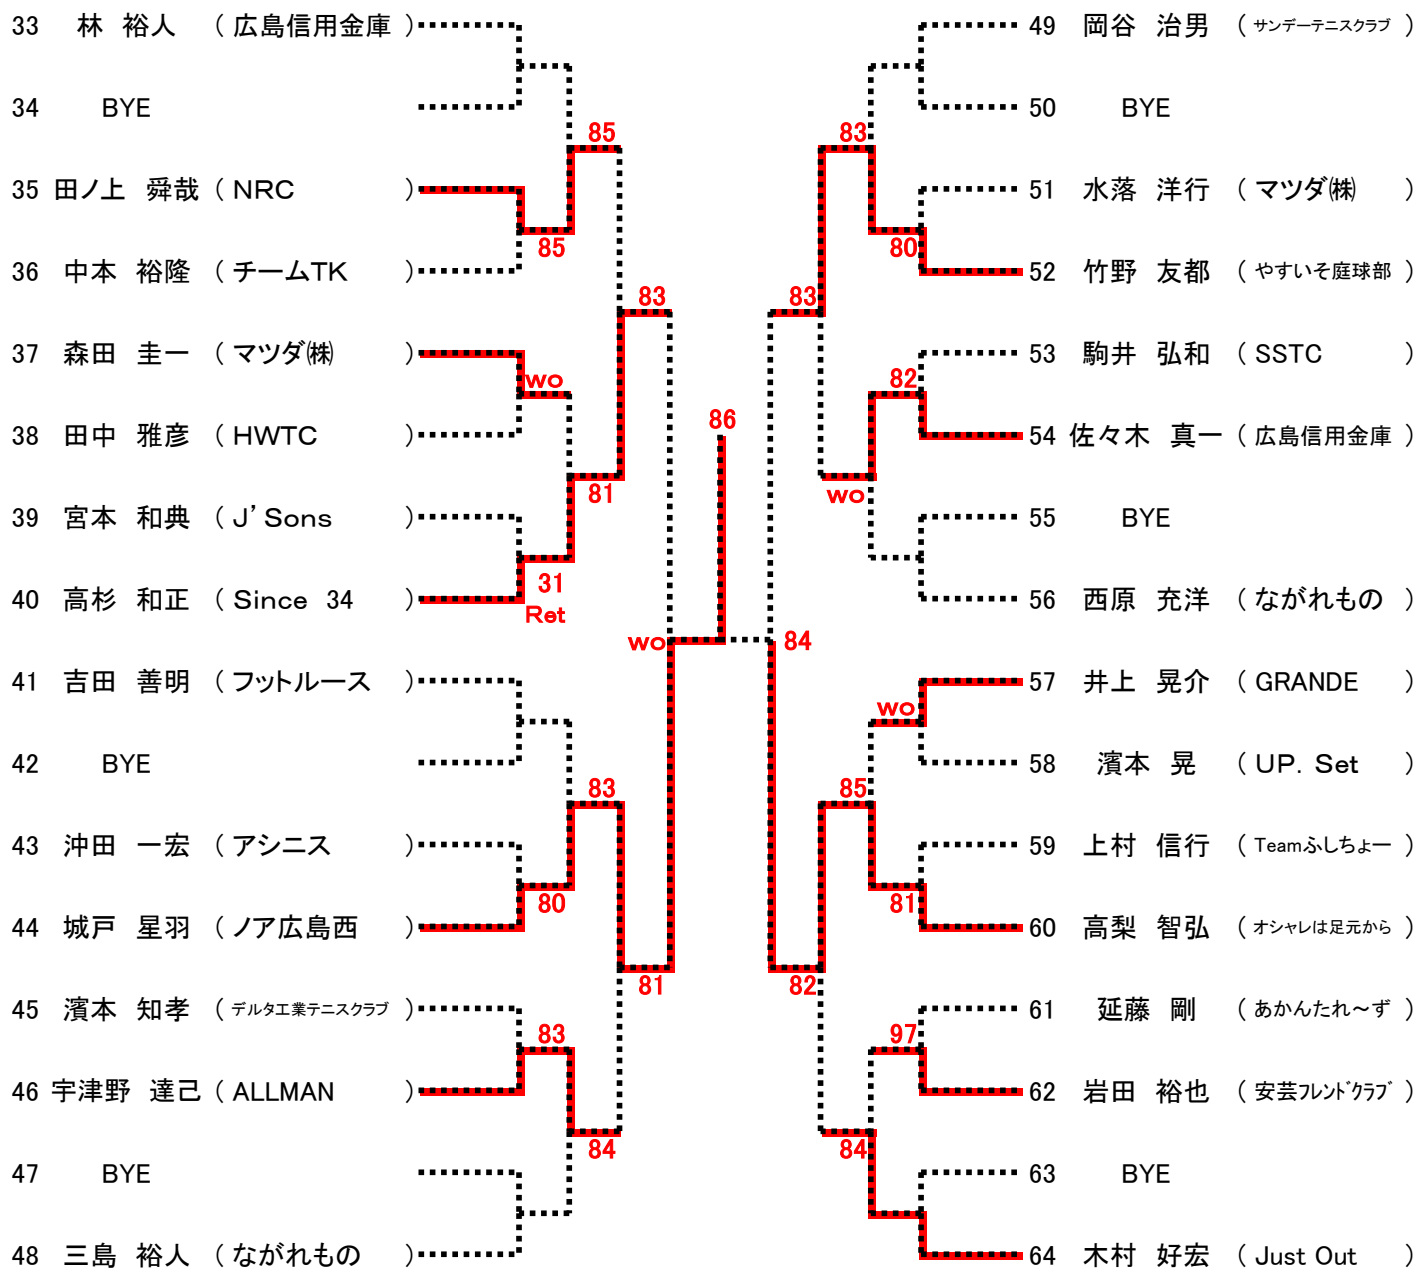 33 林 裕人 （ 広島信用金庫 ）
34 BYE
85
35 田ノ上 舜哉 （ NRC ）
85
36 中本 裕隆 （ チームTK ）
83
37 森田 圭一 （ マツダ㈱ ）
wo
38 田中 雅彦 （ HWTC ）
81
39 宮本 和典 （ J'Sons ）
31
Ret
40 高杉 和正 （ Since 34 ）
wo
41 吉田 善明 （ フットルース ）
42 BYE
83
43 沖田 一宏 （ アシニス ）
80
44 城戸 星羽 （ ノア広島西 ）
81
45 濱本 知孝 （ デルタ工業テニスクラブ ）
83
46 宇津野 達己 （ ALLMAN ）
84
47 BYE
48 三島 裕人 （ ながれもの ）
86
49 岡谷 治男 （ サンデーテニスクラブ ）
50 BYE
83
51 水落 洋行 （ マツダ㈱ ）
80
52 竹野 友都 （ やすいそ庭球部 ）
83
53 駒井 弘和 （ SSTC ）
82
54 佐々木 真一 （ 広島信用金庫 ）
wo
55 BYE
56 西原 充洋 （ ながれもの ）
84
57 井上 晃介 （ GRANDE ）
wo
58 濱本 晃 （ UP. Set ）
85
59 上村 信行 （ Teamふしちょー ）
81
60 高梨 智弘 （ オシャレは足元から ）
82
61 延藤 剛 （ あかんたれ～ず ）
97
62 岩田 裕也 （ 安芸ﾌﾚﾝﾄﾞｸﾗﾌﾞ ）
84
63 BYE
64 木村 好宏 （ Just Out ）